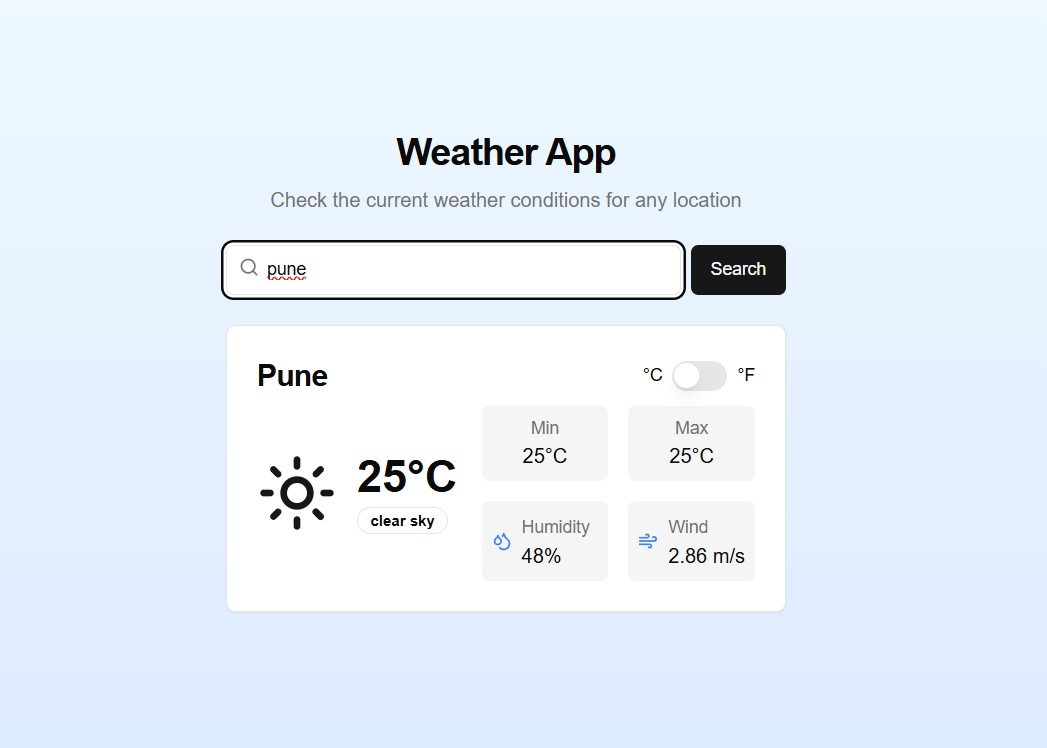 Weather App
Check the current weather conditions for any location
pune
Search
Pune
°C
°F
25°C
clear sky
Min
25°C
Max
25°C
Humidity
48%
Wind
2.86 m/s